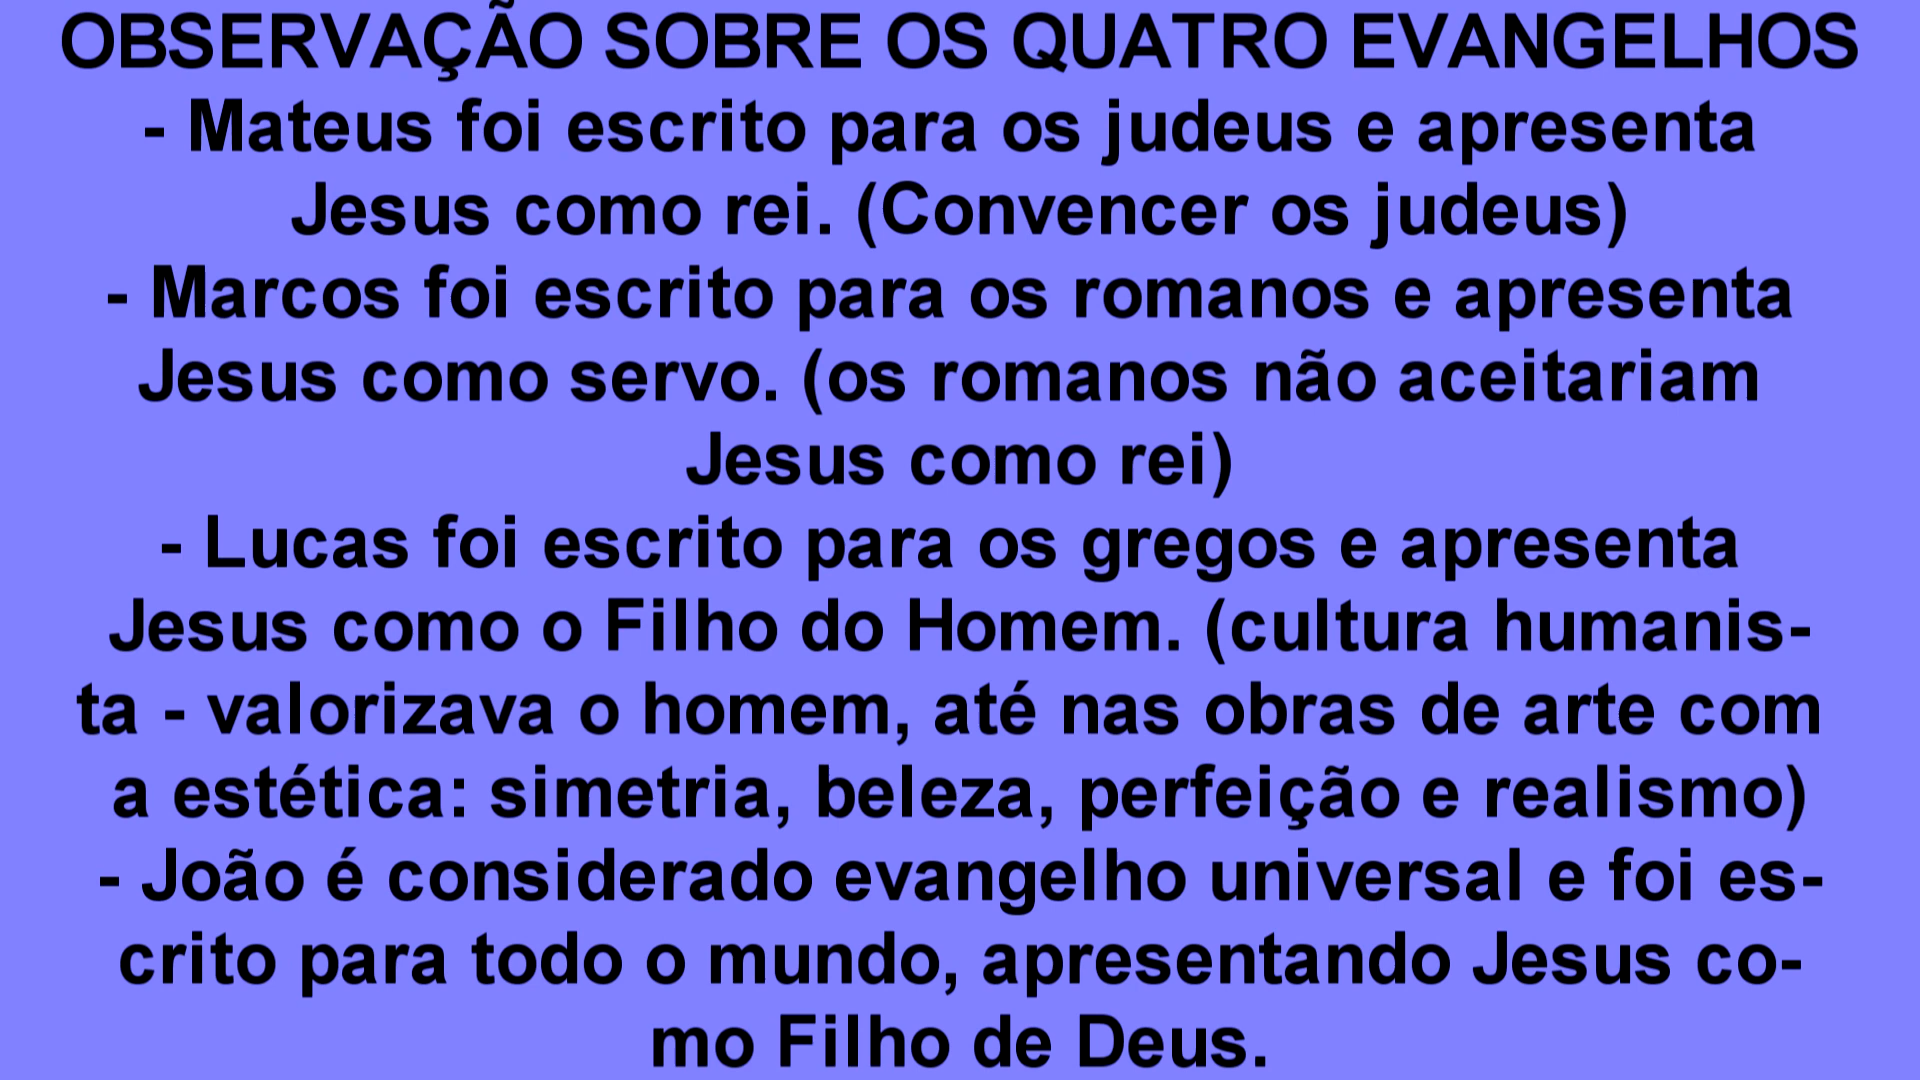 OBSERVAÇÃO SOBRE OS QUATRO EVANGELHOS
- Mateus foi escrito para os judeus e apresenta
Jesus como rei. (Convencer os judeus)
- Marcos foi escrito para os romanos e apresenta
Jesus como servo. (os romanos não aceitariam
Jesus como rei)
- Lucas foi escrito para os gregos e apresenta
Jesus como o Filho do Homem. (cultura humanis-
ta - valorizava o homem, até nas obras de arte com
a estética: simetria, beleza, perfeição e realismo)
- João é considerado evangelho universal e foi es-
crito para todo o mundo, apresentando Jesus co-
mo Filho de Deus.